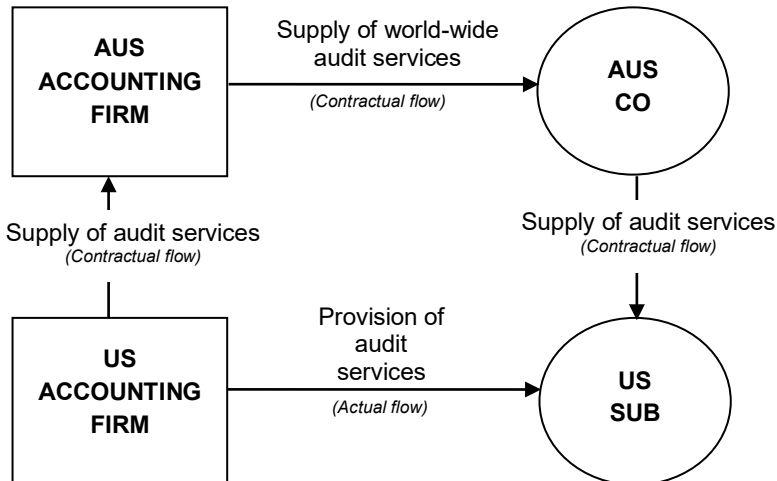 AUS
ACCOUNTING
FIRM
Supply of world-wide
audit services
(Contractual flow)
AUS
CO
Supply of audit services
(Contractual flow)
Supply of audit services
(Contractual flow)
US
ACCOUNTING
FIRM
Provision of
audit
services
(Actual flow)
US
SUB